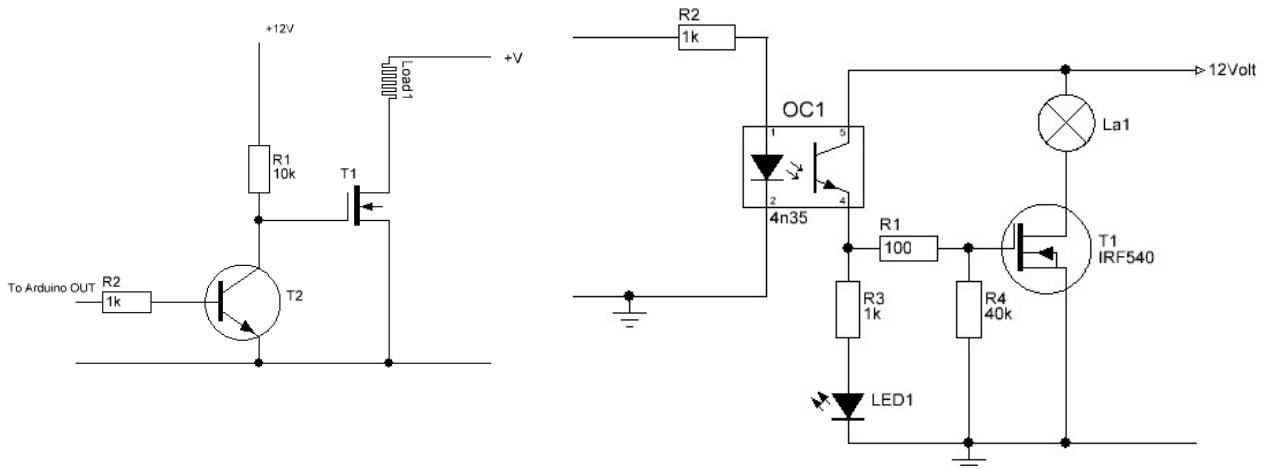 +12V
+V
Load1
R1
10k
T1
To Arduino OUT
R2
1k
T2
R2
1k
OC1
1
5
2
4
4n35
12Volt
La1
R1
100
T1
IRF540
R3
1k
R4
40k
LED1